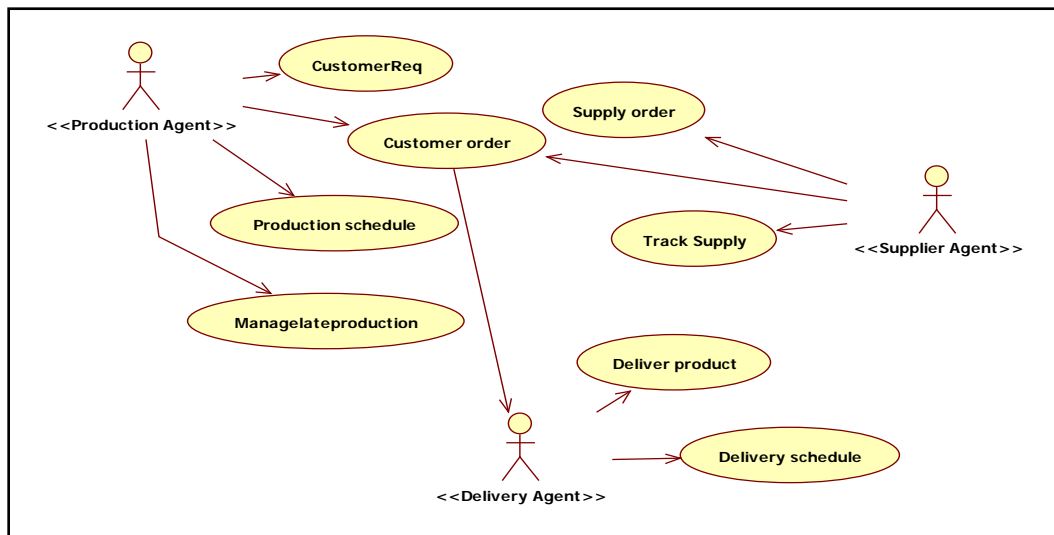 CustomerReq
Supply order
<<Production Agent>>
Customer order
Production schedule
Track Supply
<<Supplier Agent>>
Managelateproduction
Deliver product
Delivery schedule
<<Delivery Agent>>